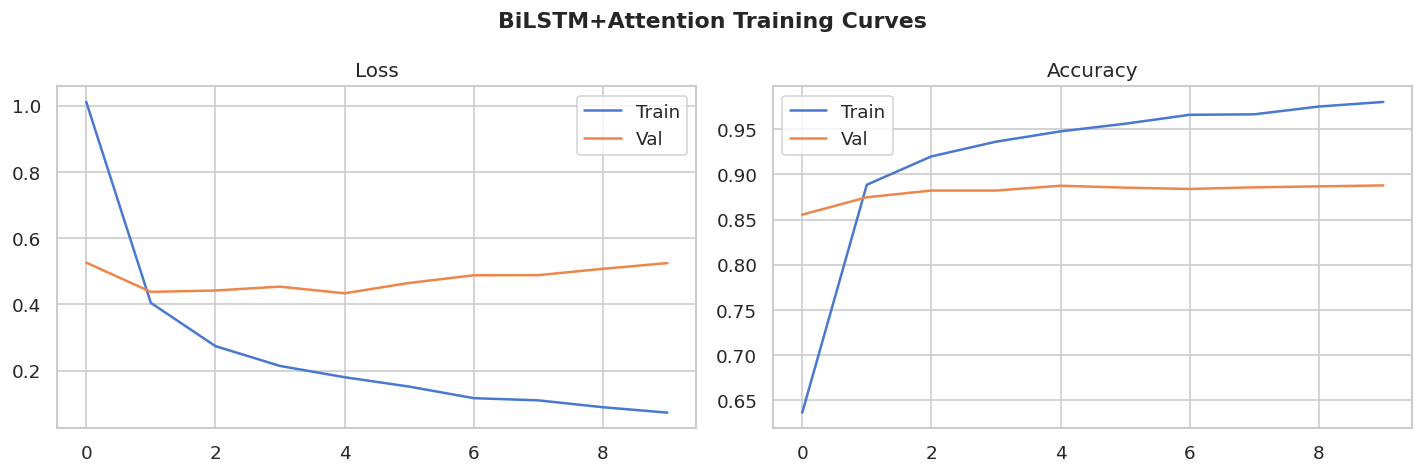 BiLSTM+Attention Training Curves
Loss
1.0
0.8
0.6
0.4
0.2
0 2 4 6 8
Train
Val
Accuracy
0.95
0.90
0.85
0.80
0.75
0.70
0.65
0 2 4 6 8
Train
Val